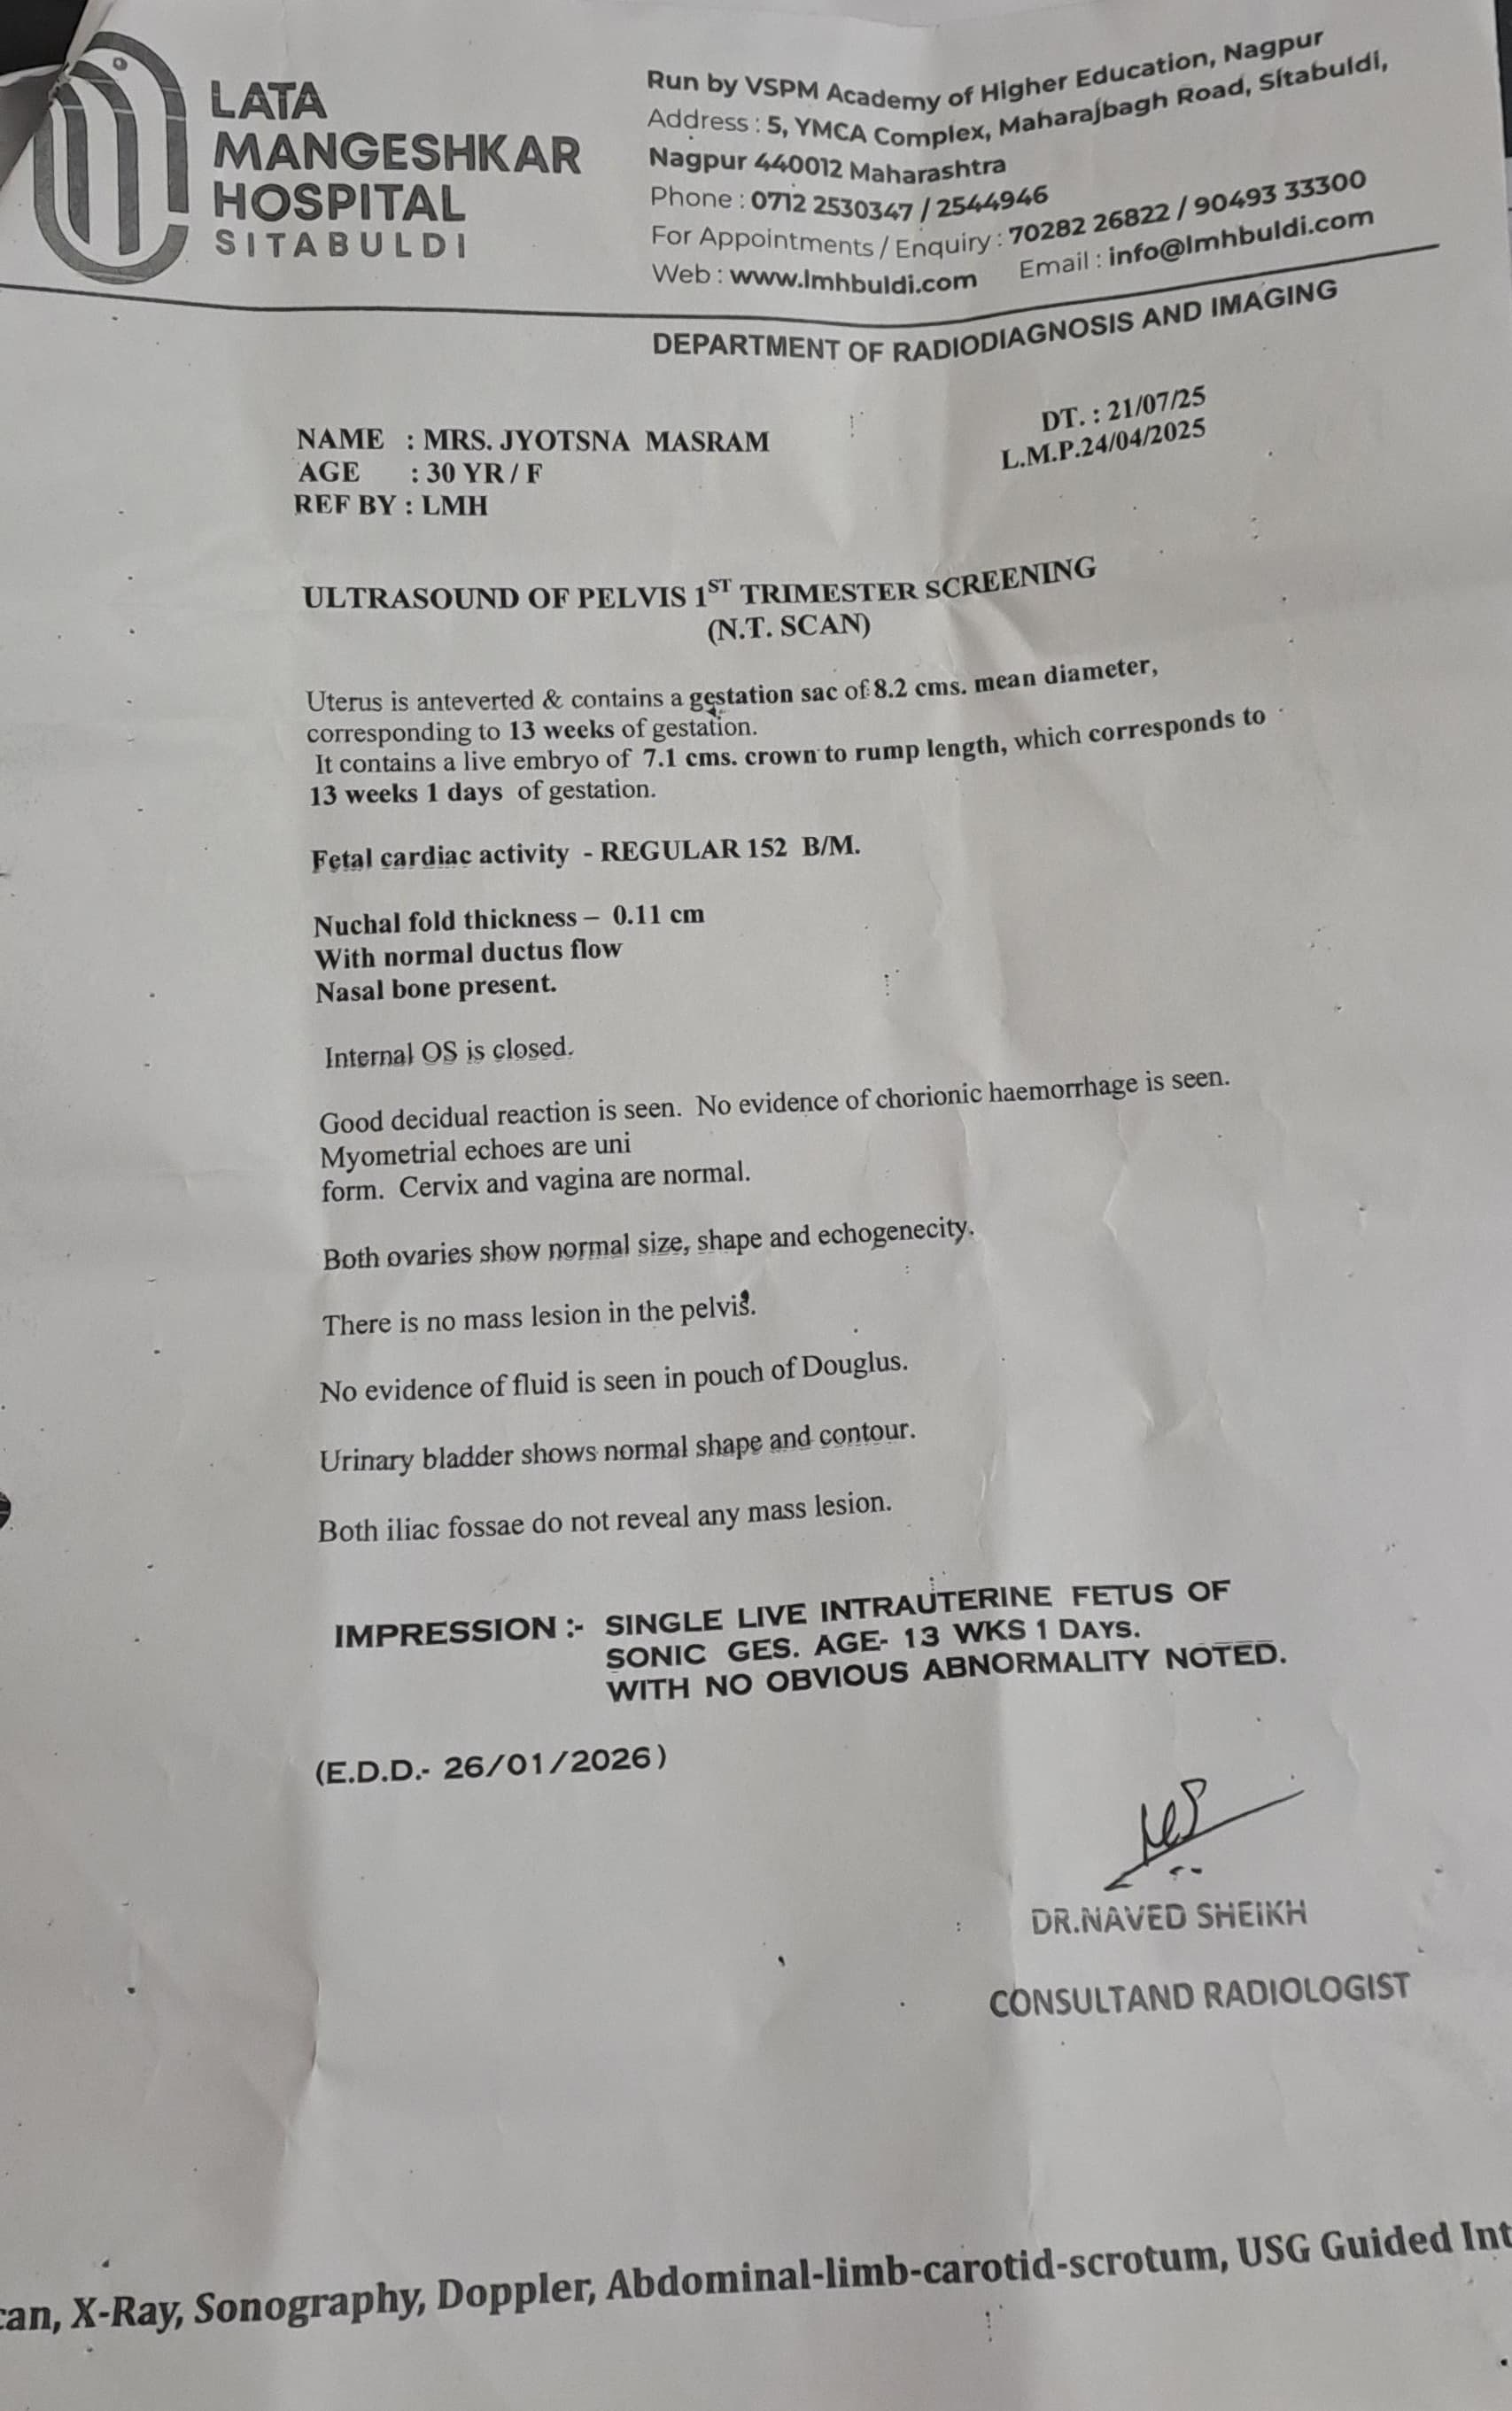 LATA
MANGESHKAR
HOSPITAL
SITABULDI
Run by VSPM Academy of Higher Education, Nagpur
Address : 5, YMCA Complex, Maharajbagh Road, Sitabuldi,
Nagpur 440012 Maharashtra
Phone : 0712 2530347 / 2544946
For Appointments / Enquiry : 70282 26822 / 90493 33300
Web : www.lmhbuldi.com Email : info@lmhbuldi.com
DEPARTMENT OF RADIODIAGNOSIS AND IMAGING
DT. : 21/07/25
L.M.P.24/04/2025
NAME : MRS. JYOTSNA MASRAM
AGE : 30 YR / F
REF BY : LMH
ULTRASOUND OF PELVIS 1ST TRIMESTER SCREENING
(N.T. SCAN)
Uterus is anteverted & contains a gestation sac of 8.2 cms. mean diameter,
corresponding to 13 weeks of gestation.
It contains a live embryo of 7.1 cms. crown to rump length, which corresponds to
13 weeks 1 days of gestation.
Fetal cardiac activity - REGULAR 152 B/M.
Nuchal fold thickness – 0.11 cm
With normal ductus flow
Nasal bone present.
Internal OS is closed.
Good decidual reaction is seen. No evidence of chorionic haemorrhage is seen.
Myometrial echoes are uni
form. Cervix and vagina are normal.
Both ovaries show normal size, shape and echogenecity.
There is no mass lesion in the pelvis.
No evidence of fluid is seen in pouch of Douglus.
Urinary bladder shows normal shape and contour.
Both iliac fossae do not reveal any mass lesion.
IMPRESSION :- SINGLE LIVE INTRAUTERINE FETUS OF
SONIC GES. AGE- 13 WKS 1 DAYS.
WITH NO OBVIOUS ABNORMALITY NOTED.
(E.D.D.- 26/01/2026)
DR.NAVED SHEIKH
CONSULTAND RADIOLOGIST
can, X-Ray, Sonography, Doppler, Abdominal-limb-carotid-scrotum, USG Guided Int